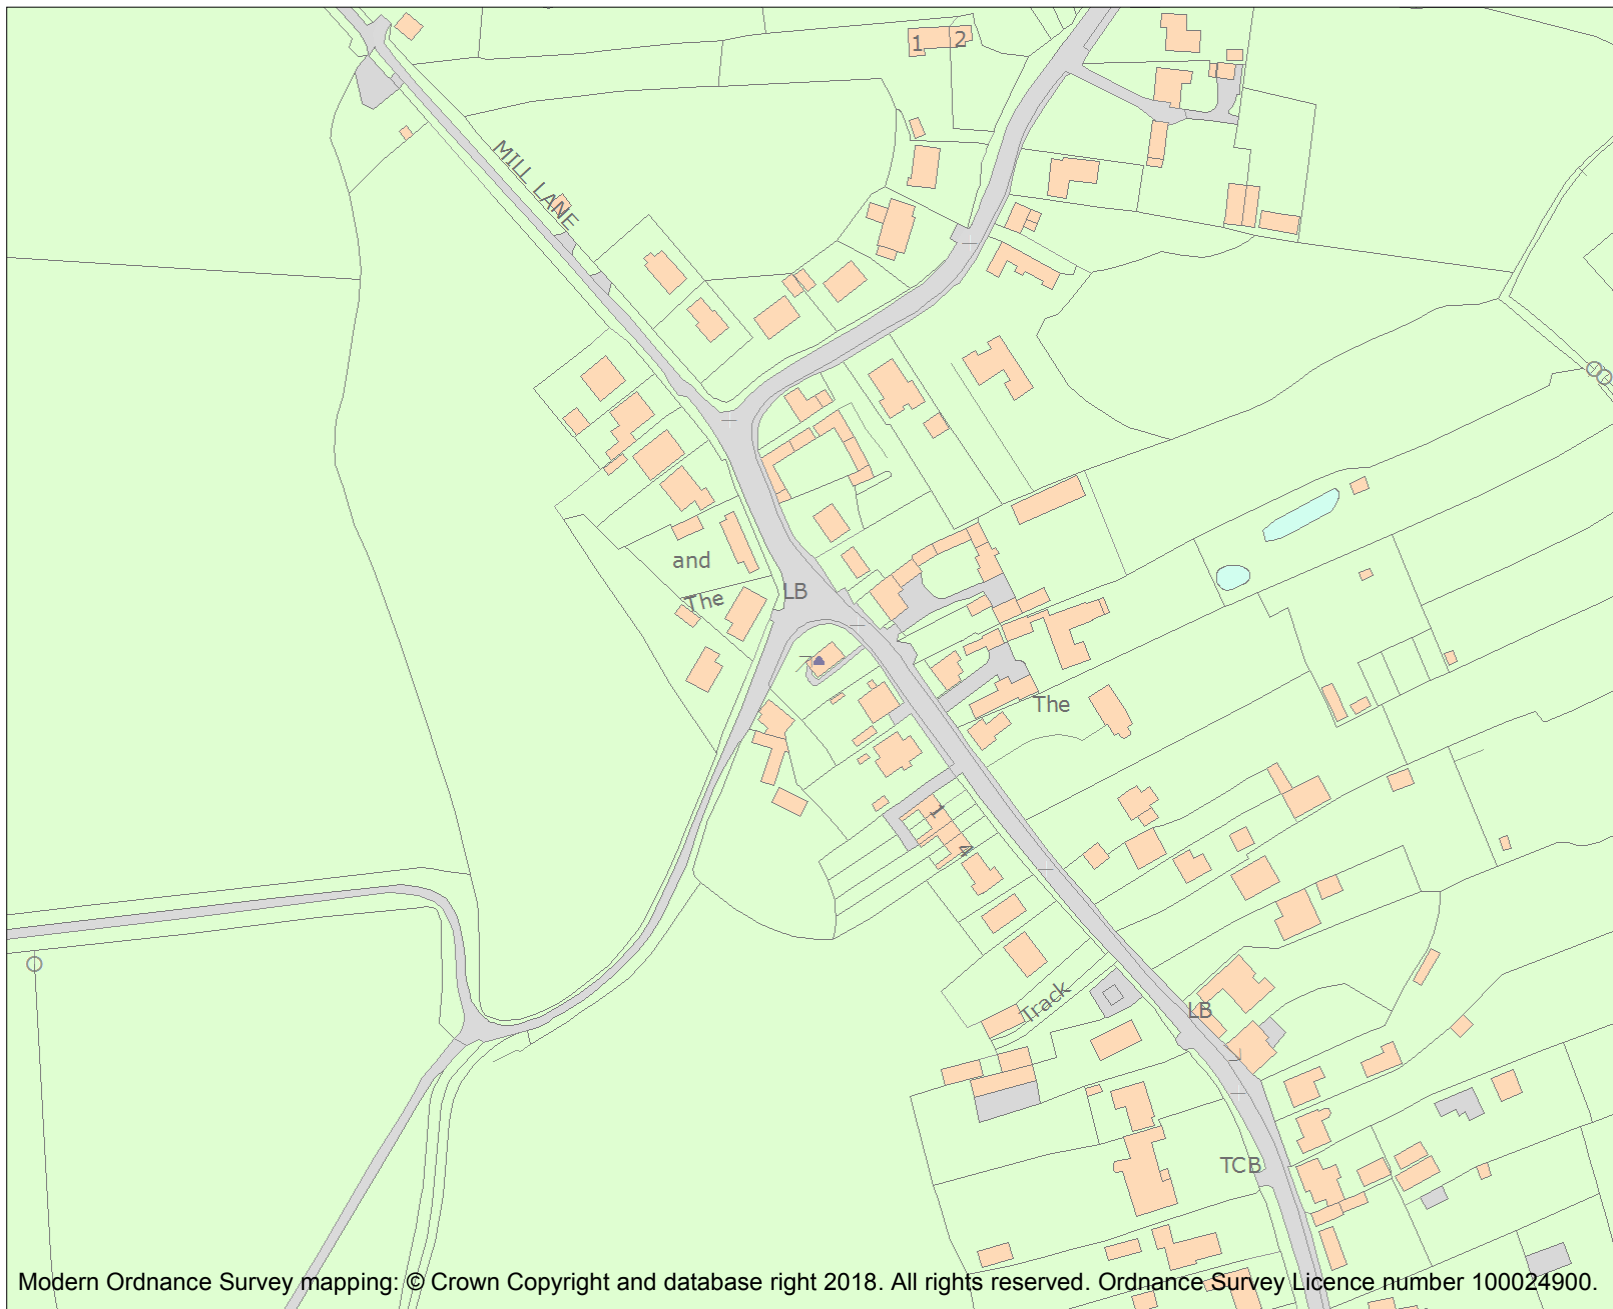 1 2
MILL LANE
and
The
LB
The
1
4
Track
LB
TCB
Modern Ordnance Survey mapping: © Crown Copyright and database right 2018. All rights reserved. Ordnance Survey Licence number 100024900.